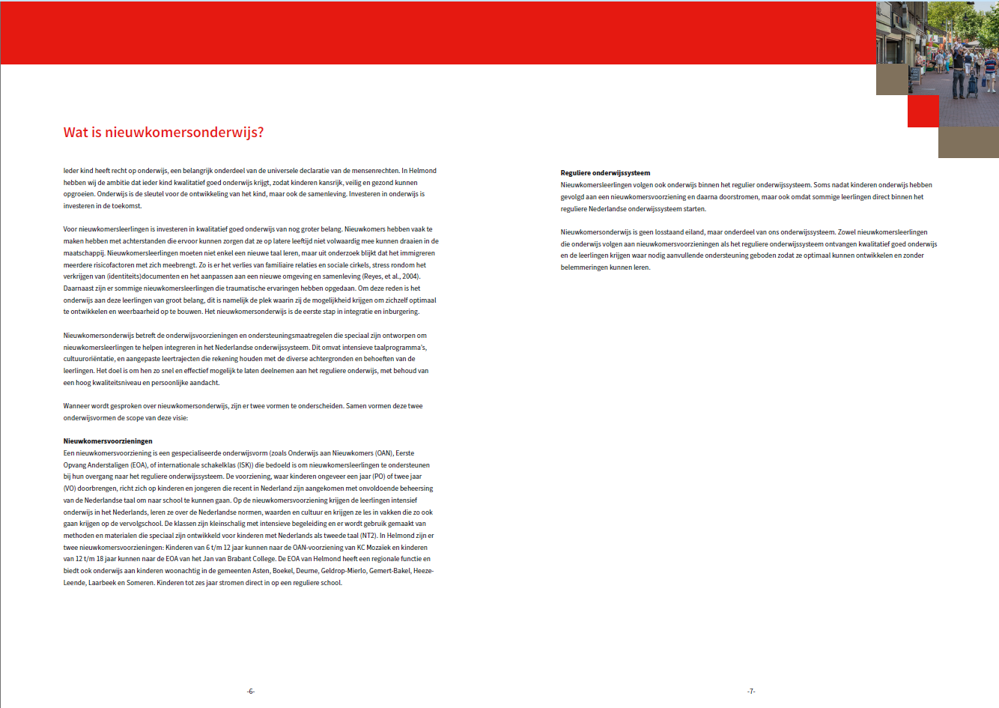 Wat is nieuwkomersonderwijs?
Ieder kind heeft recht op onderwijs, een belangrijk onderdeel van de universele declaratie van de mensenrechten. In Helmond
hebben wij de ambitie dat ieder kind kwalitatief goed onderwijs krijgt, zodat kinderen kansrijk, veilig en gezond kunnen
opgroeien. Onderwijs is de sleutel voor de ontwikkeling van het kind, maar ook de samenleving. Investeren in onderwijs is
investeren in de toekomst.
Voor nieuwkomersleerlingen is investeren in kwalitatief goed onderwijs van nog groter belang. Nieuwkomers hebben vaak te
maken hebben met achterstanden die ervoor kunnen zorgen dat ze op latere leeftijd niet volwaardig mee kunnen draaien in de
maatschappij. Nieuwkomersleerlingen moeten niet enkel een nieuwe taal leren, maar uit onderzoek blijkt dat het immigreren
meerdere risicofactoren met zich meebrengt. Zo is er het verlies van familiaire relaties en sociale cirkels, stress rondom het
verkrijgen van (identiteits)documenten en het aanpassen aan een nieuwe omgeving en samenleving (Reyes, et al., 2004).
Daarnaast zijn er sommige nieuwkomersleerlingen die traumatische ervaringen hebben opgedaan. Om deze reden is het
onderwijs aan deze leerlingen van groot belang, dit is namelijk de plek waarin zij de mogelijkheid krijgen om zichzelf optimaal
te ontwikkelen en weerbaarheid op te bouwen. Het nieuwkomersonderwijs is de eerste stap in integratie en inburgering.
Nieuwkomersonderwijs betreft de onderwijsvoorzieningen en ondersteuningsmaatregelen die speciaal zijn ontworpen om
nieuwkomersleerlingen te helpen integreren in het Nederlandse onderwijssysteem. Dit omvat intensieve taalprogramma's,
cultuuroriëntatie, en aangepaste leertrajecten die rekening houden met de diverse achtergronden en behoeften van de
leerlingen. Het doel is om hen zo snel en effectief mogelijk te laten deelnemen aan het reguliere onderwijs, met behoud van
een hoog kwaliteitsniveau en persoonlijke aandacht.
Wanneer wordt gesproken over nieuwkomersonderwijs, zijn er twee vormen te onderscheiden. Samen vormen deze twee
onderwijsvormen de scope van deze visie:
Nieuwkomersvoorzieningen
Een nieuwkomersvoorziening is een gespecialiseerde onderwijsvorm (zoals Onderwijs aan Nieuwkomers (OAN), Eerste
Opvang Anderstaligen (EOA), of internationale schakelklas (ISK)) die bedoeld is om nieuwkomersleerlingen te ondersteunen
bij hun overgang naar het reguliere onderwijssysteem. De voorziening, waar kinderen ongeveer een jaar (PO) of twee jaar
(VO) doorbrengen, richt zich op kinderen en jongeren die recent in Nederland zijn aangekomen met onvoldoende beheersing
van de Nederlandse taal om naar school te kunnen gaan. Op de nieuwkomersvoorziening krijgen de leerlingen intensief
onderwijs in het Nederlands, leren ze over de Nederlandse normen, waarden en cultuur en krijgen ze les in vakken die zo ook
gaan krijgen op de vervolgschool. De klassen zijn kleinschalig met intensieve begeleiding en er wordt gebruik gemaakt van
methoden en materialen die speciaal zijn ontwikkeld voor kinderen met Nederlands als tweede taal (NT2). In Helmond zijn er
twee nieuwkomersvoorzieningen: Kinderen van 6 t/m 12 jaar kunnen naar de OAN-voorziening van KC Mozaïek en kinderen
van 12 t/m 18 jaar kunnen naar de EOA van het Jan van Brabant College. De EOA van Helmond heeft een regionale functie en
biedt ook onderwijs aan kinderen woonachtig in de gemeenten Asten, Boekel, Deurne, Geldrop-Mierlo, Gemert-Bakel, Heeze-
Leende, Laarbeek en Someren. Kinderen tot zes jaar stromen direct in op een reguliere school.
-6-
Reguliere onderwijssysteem
Nieuwkomersleerlingen volgen ook onderwijs binnen het regulier onderwijssysteem. Soms nadat kinderen onderwijs hebben
gevolgd aan een nieuwkomersvoorziening en daarna doorstromen, maar ook omdat sommige leerlingen direct binnen het
reguliere Nederlandse onderwijssysteem starten.
Nieuwkomersonderwijs is geen losstaand eiland, maar onderdeel van ons onderwijssysteem. Zowel nieuwkomersleerlingen
die onderwijs volgen aan nieuwkomersvoorzieningen als het reguliere onderwijssysteem ontvangen kwalitatief goed onderwijs
en de leerlingen krijgen waar nodig aanvullende ondersteuning geboden zodat ze optimaal kunnen ontwikkelen en zonder
belemmeringen kunnen leren.
-7-